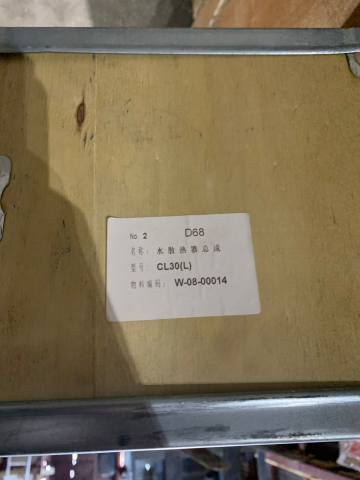 No 2 D68
名称: 水散热器总成
型号: CL30(L)
物料编码: W-08-00014